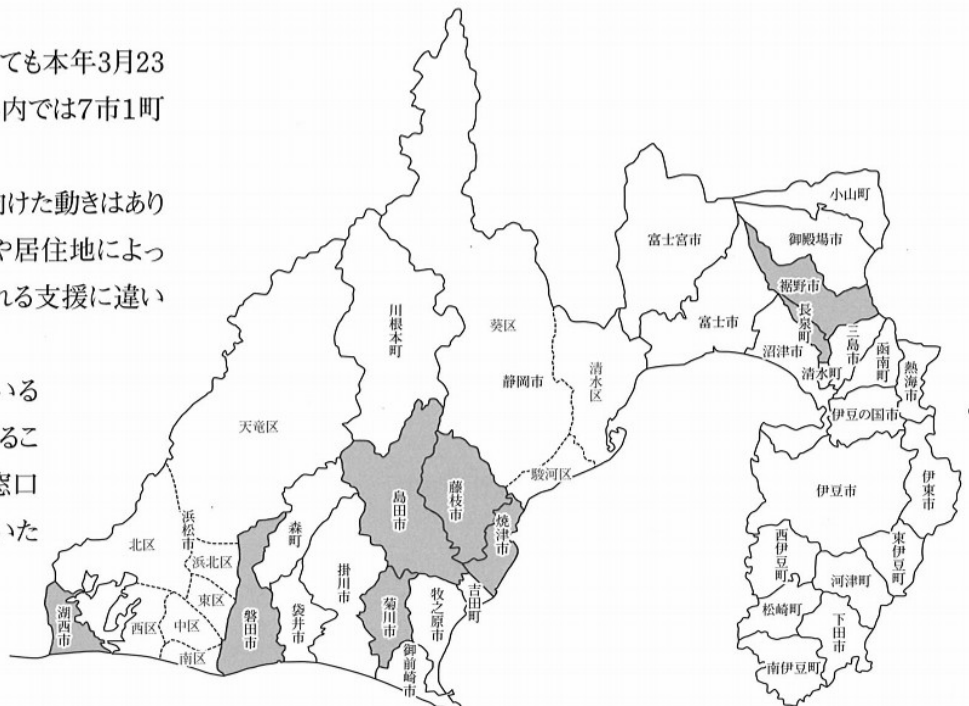 ても本年3月23
内では7市1町
向けた動きはあり
や居住地によっ
れる支援に違い
いる
るこ
窓口
いた
小山町
御殿場市
富士宮市
裾野市
長泉町
富士市
沼津市
三島市
函南町
熱海市
清水町
伊豆の国市
川根本町
葵区
静岡市
清水区
天竜区
駿河区
伊豆市
伊東市
島田市
藤枝市
焼津市
森町
浜松市
北区
浜北区
西伊豆町
東伊豆町
河津町
掛川市
東区
湖西市
西区
中区
南区
磐田市
袋井市
菊川市
牧之原市
吉田町
御前崎市
松崎町
下田市
南伊豆町